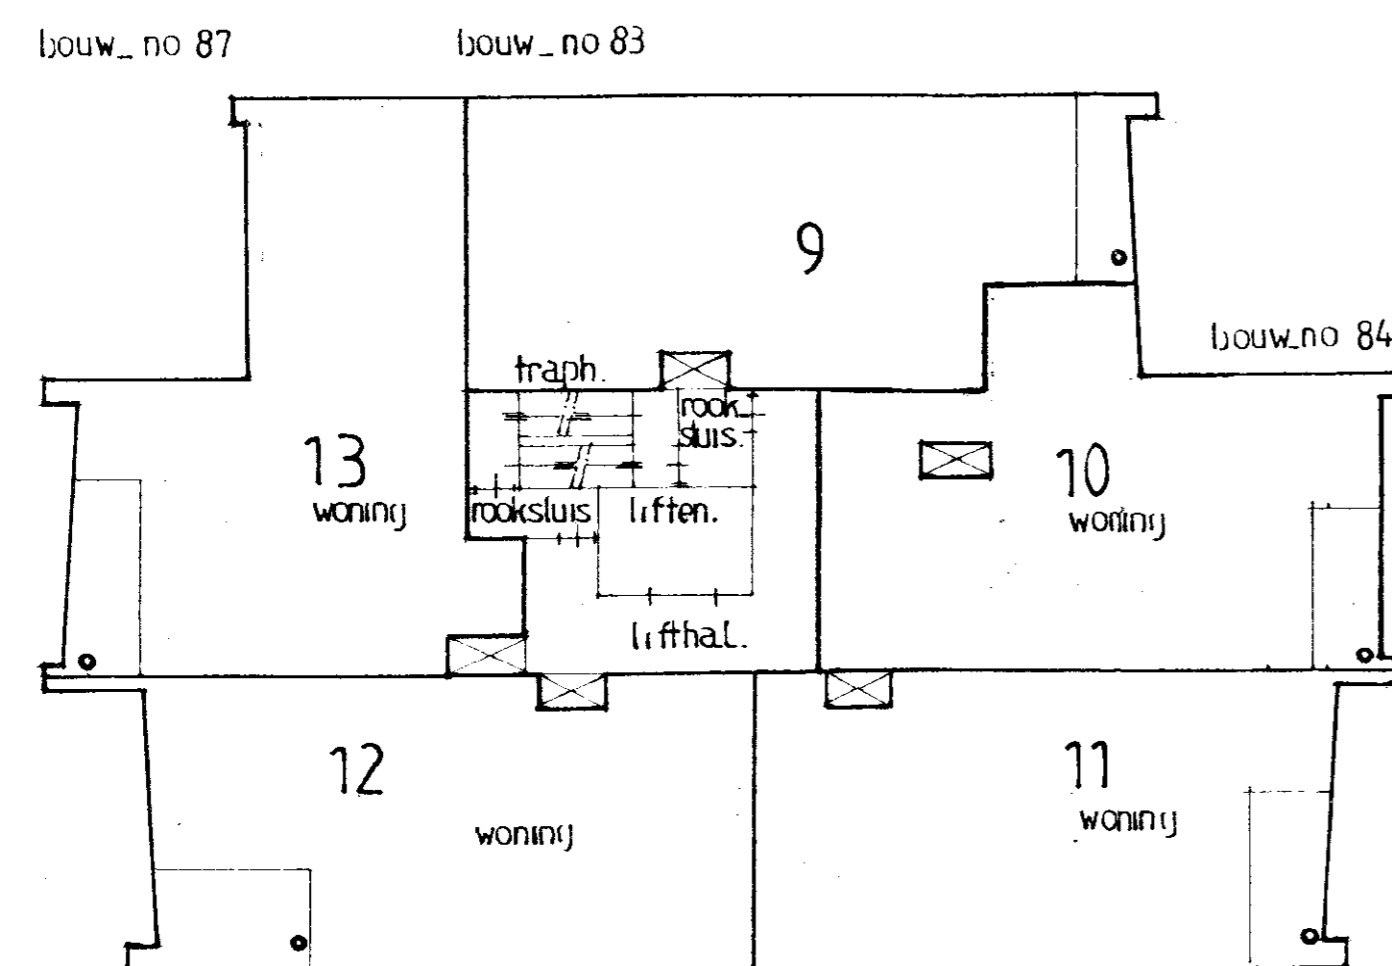 bouw_no 87
bouw_no 83
9
bouw_no 84
traph.
rook_
sluis.
13
woning
rooksluis
liften.
10
woning
lifthal.
12
woning
11
woning